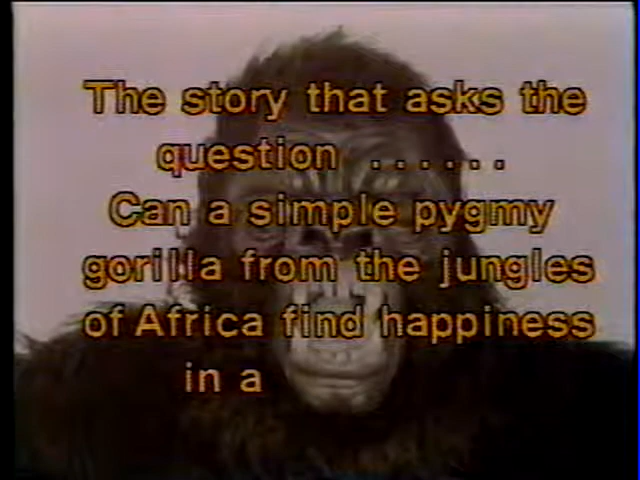 The story that asks the
question ......
Can a simple pygmy
gorilla from the jungles
of Africa find happiness
in a